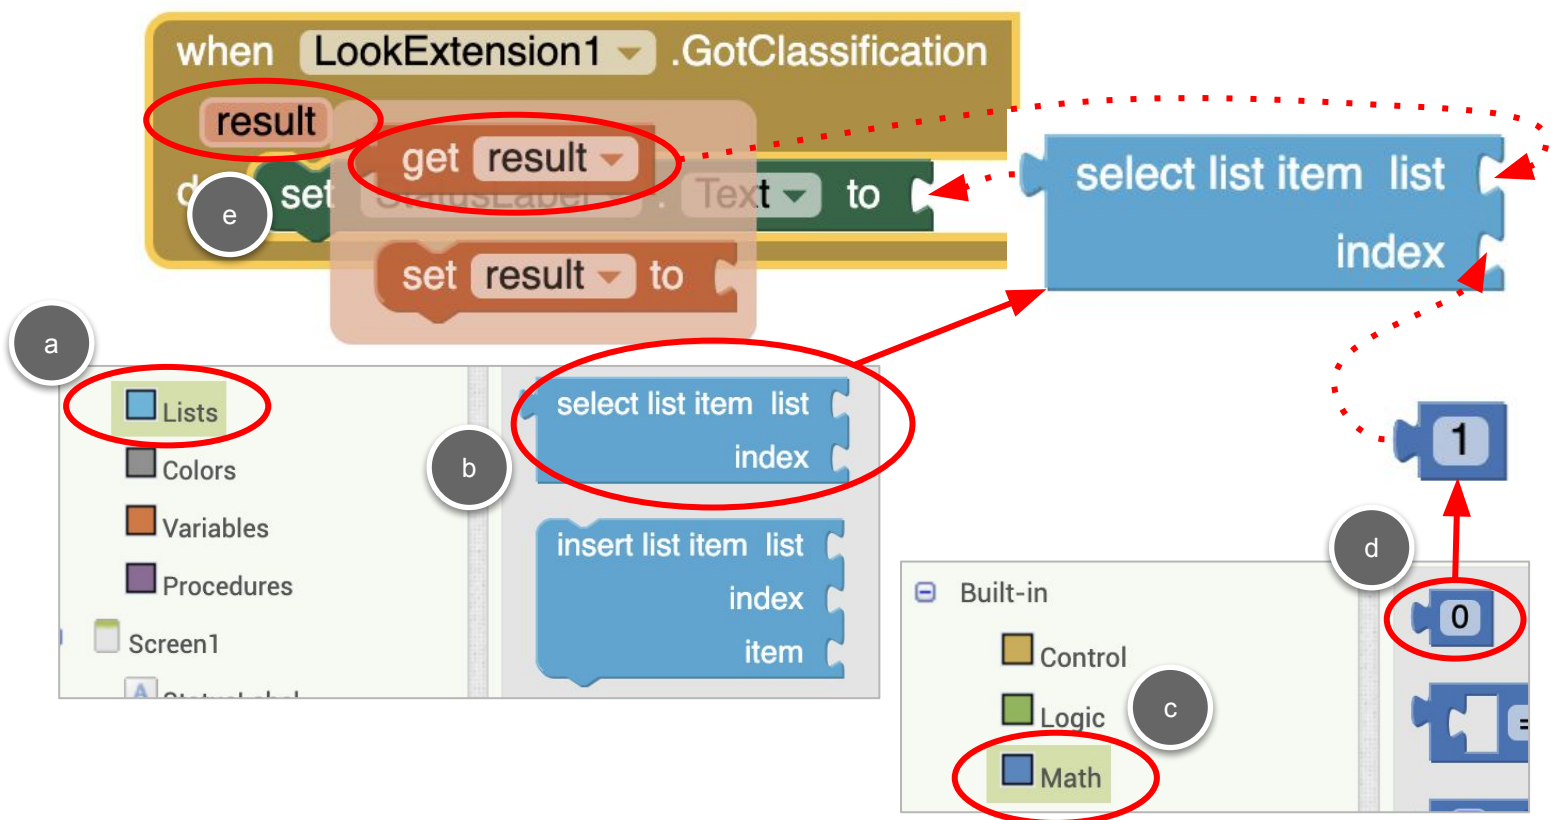 when LookExtension1 .GotClassification
result
get result
set StatusLabel . Text to
e
set result to
select list item list
index
a
Lists
Colors
Variables
Procedures
Screen1
b
select list item list
index
insert list item list
index
item
1
d
0
Built-in
Control
Logic
c
Math
=